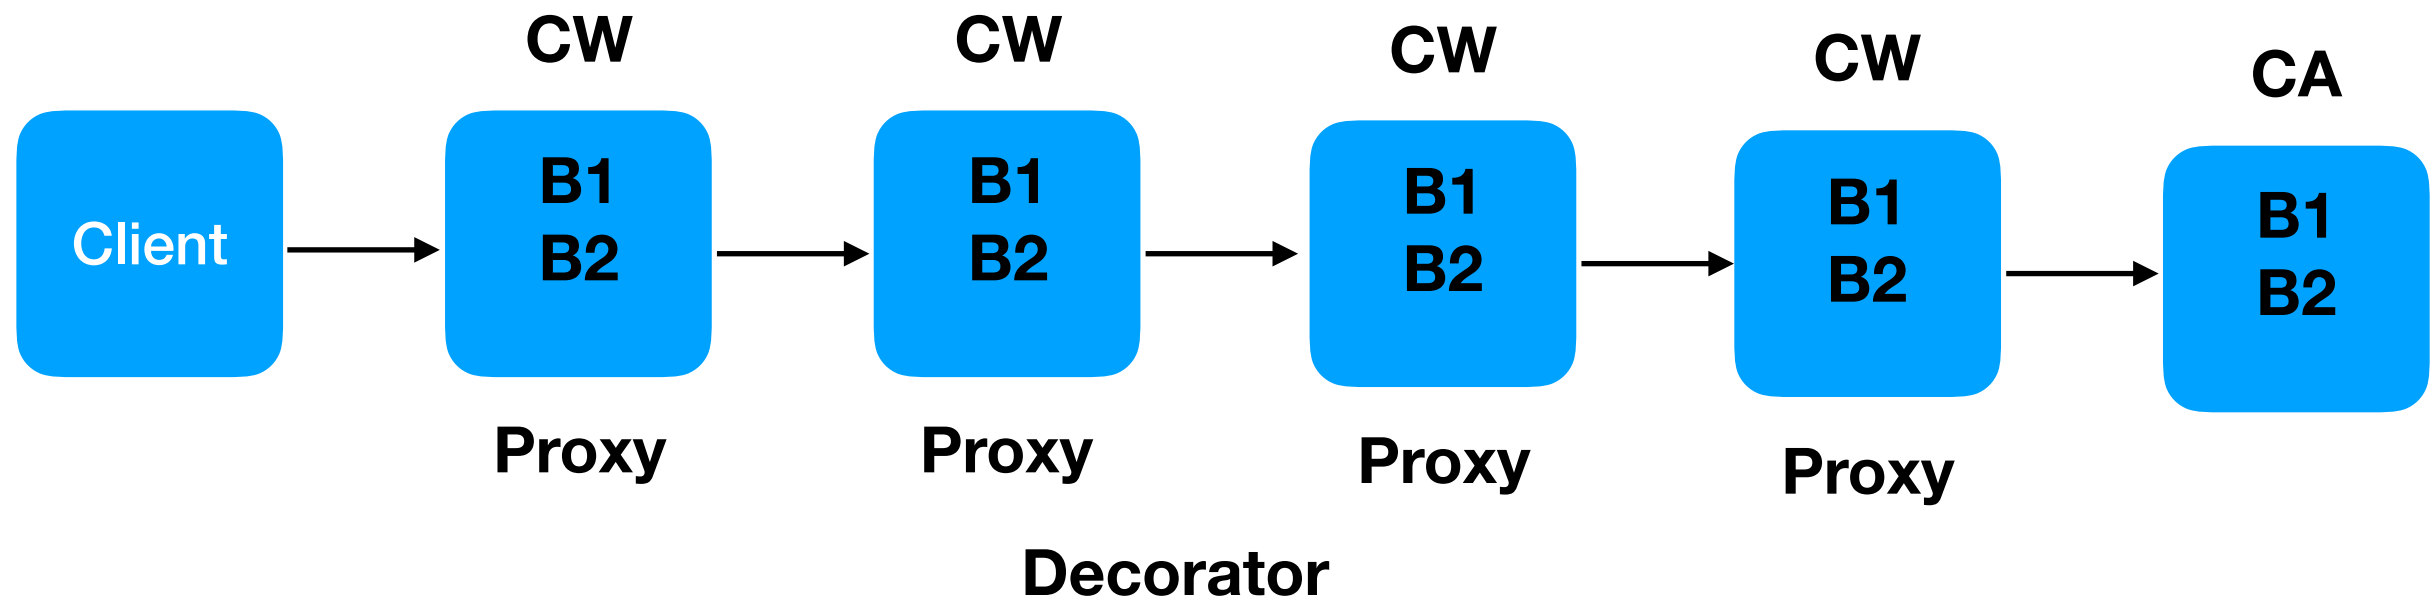 CW
CW
CW
CW
CA
Client
B1
B2
B1
B2
B1
B2
B1
B2
B1
B2
Proxy
Proxy
Proxy
Proxy
Decorator